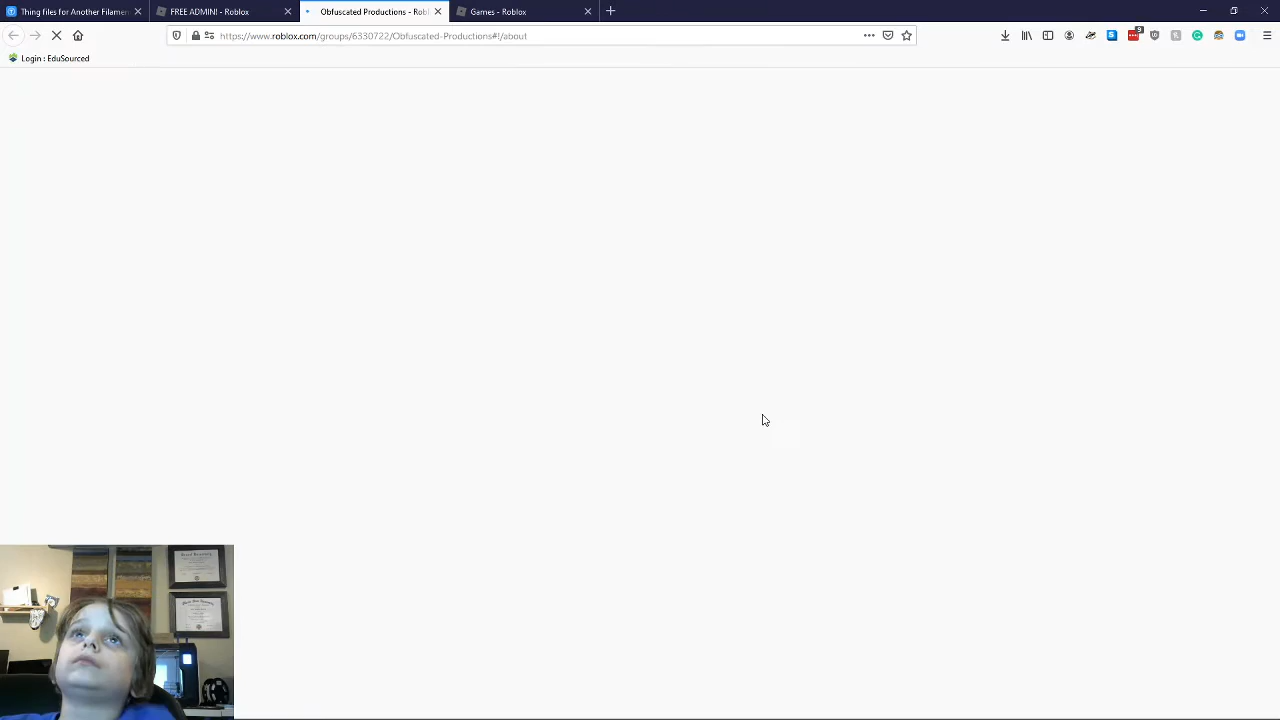 Thing files for Another Filamen
FREE ADMIN! - Roblox
Obfuscated Productions - Robl
Games - Roblox
https://www.roblox.com/groups/6330722/Obfuscated-Productions#!/about
9
Login : EduSourced